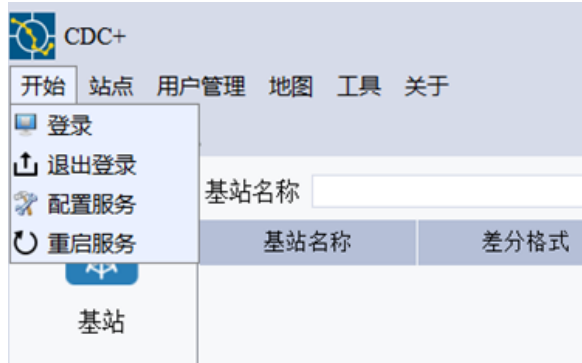 CDC+
开始 站点 用户管理 地图 工具 关于
登录
退出登录
配置服务
重启服务
基站名称
基站名称 差分格式
基站